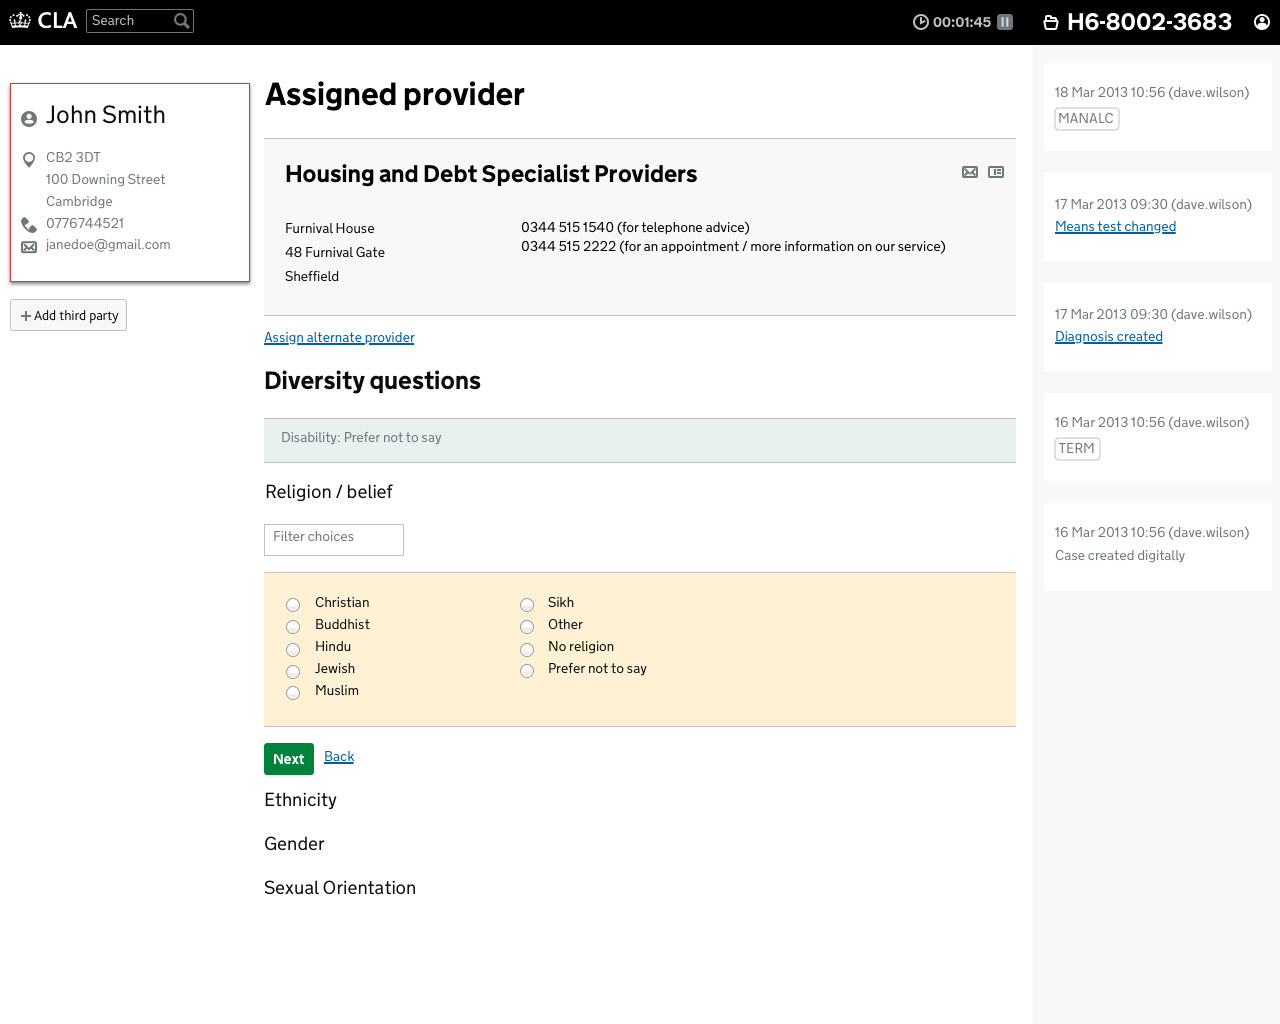 CLA
Search
00:01:45
H6-8002-3683
John Smith
CB2 3DT
100 Downing Street
Cambridge
0776744521
janedoe@gmail.com
Add third party
Assigned provider
Housing and Debt Specialist Providers
Furnival House
48 Furnival Gate
Sheffield
0344 515 1540 (for telephone advice)
0344 515 2222 (for an appointment / more information on our service)
Assign alternate provider
Diversity questions
Disability: Prefer not to say
Religion / belief
Filter choices
Christian
Buddhist
Hindu
Jewish
Muslim
Sikh
Other
No religion
Prefer not to say
Next
Back
Ethnicity
Gender
Sexual Orientation
18 Mar 2013 10:56 (dave.wilson)
MANALC
17 Mar 2013 09:30 (dave.wilson)
Means test changed
17 Mar 2013 09:30 (dave.wilson)
Diagnosis created
16 Mar 2013 10:56 (dave.wilson)
TERM
16 Mar 2013 10:56 (dave.wilson)
Case created digitally